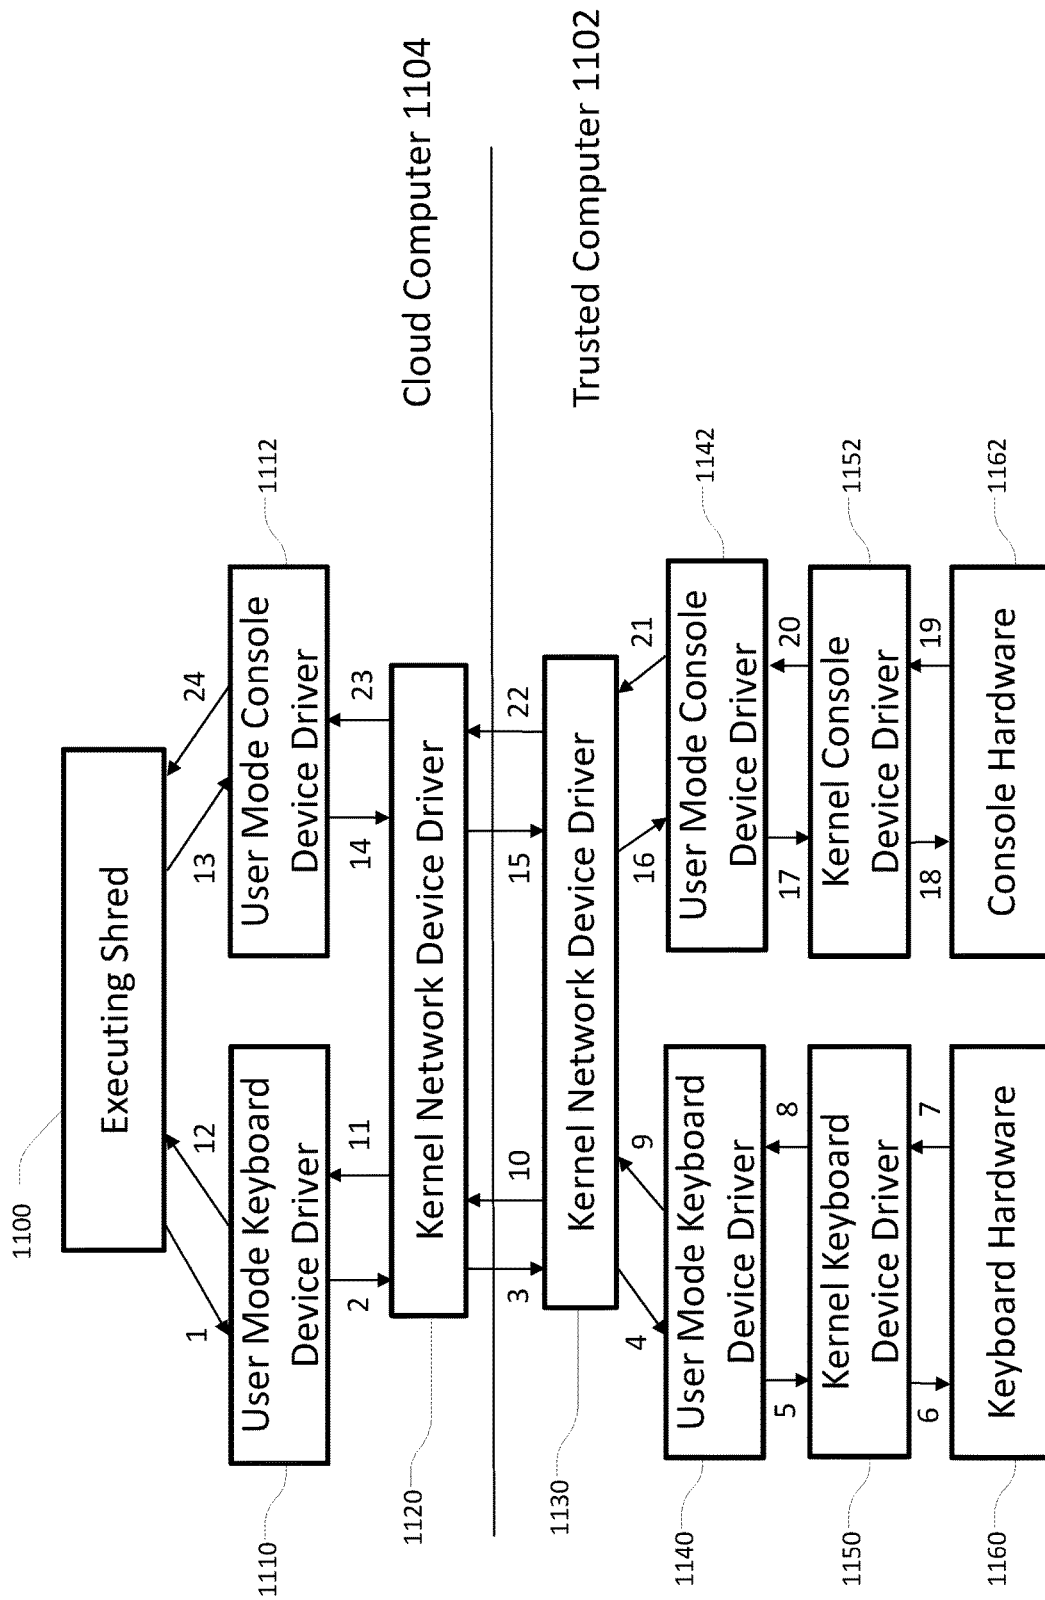 1100
Executing Shred
1
12
13
24
1110
User Mode Keyboard
Device Driver
User Mode Console
Device Driver
1112
2
11
14
23
1120
Kernel Network Device Driver
Cloud Computer 1104
3
10
15
22
Trusted Computer 1102
1130
Kernel Network Device Driver
4
9
16
21
1140
User Mode Keyboard
Device Driver
User Mode Console
Device Driver
1142
5
8
17
20
1150
Kernel Keyboard
Device Driver
Kernel Console
Device Driver
1152
6
7
18
19
1160
Keyboard Hardware
Console Hardware
1162